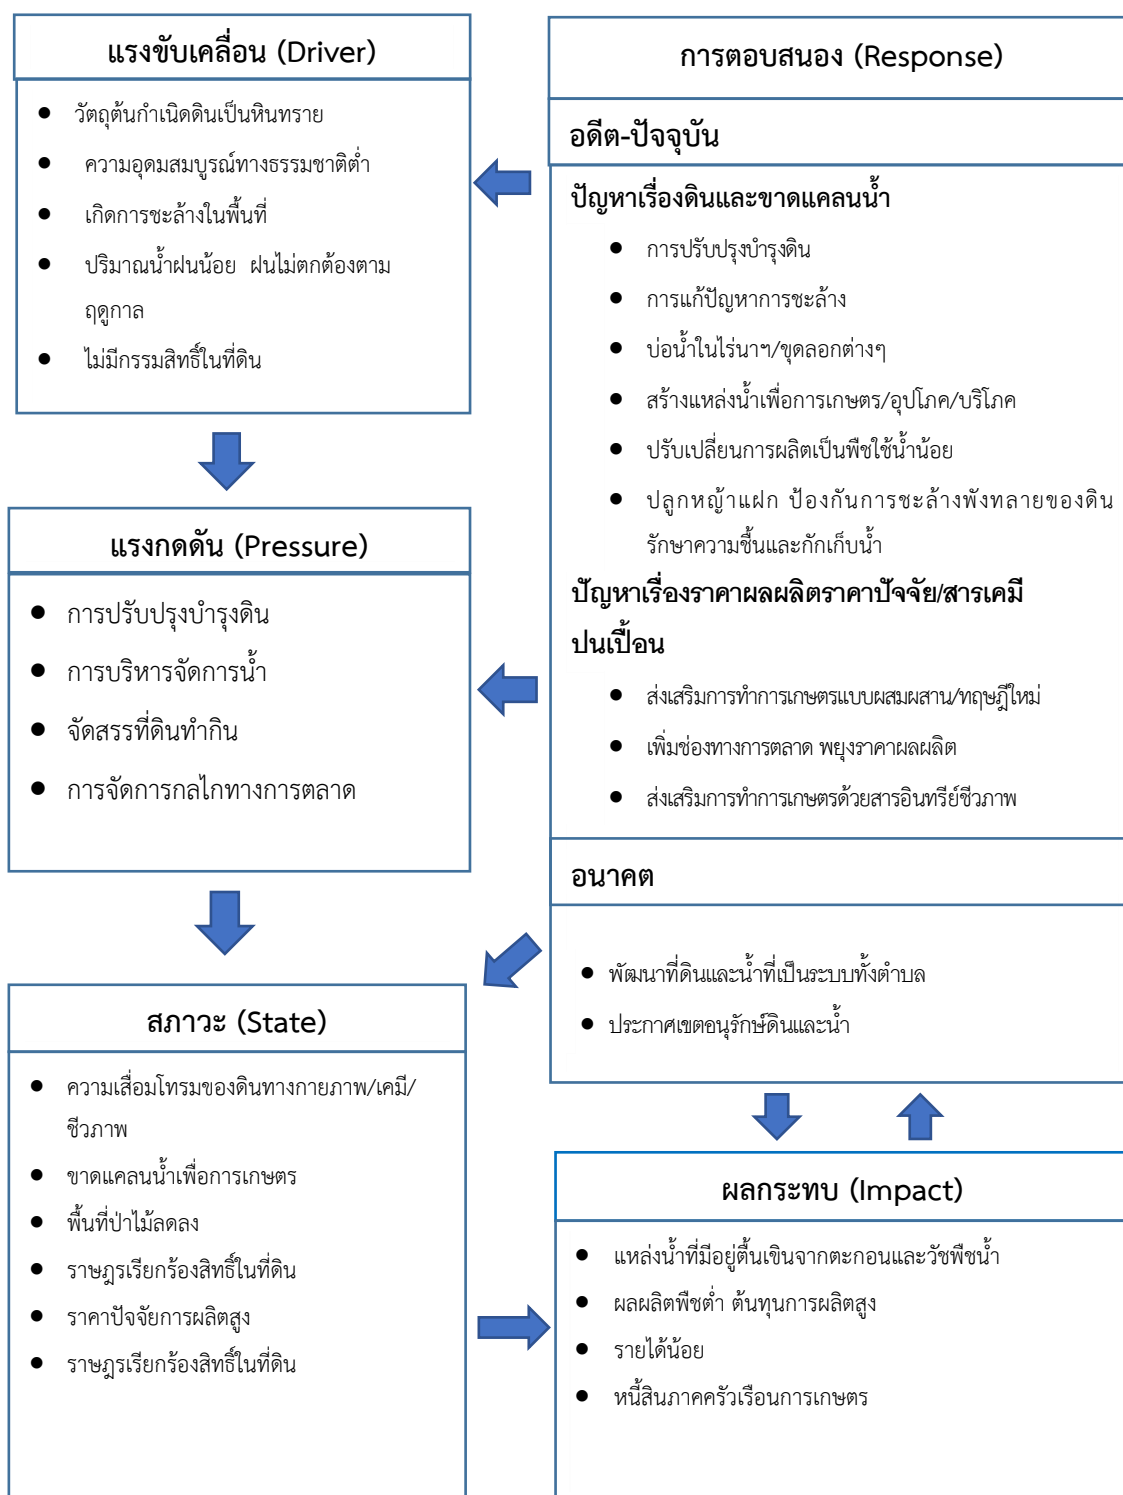 แรงขับเคลื่อน (Driver)
● วัตถุต้นกำเนิดดินเป็นหินทราย
● ความอุดมสมบูรณ์ทางธรรมชาติต่ำ
● เกิดการชะล้างในพื้นที่
● ปริมาณน้ำฝนน้อย ฝนไม่ตกต้องตาม
ฤดูกาล
● ไม่มีกรรมสิทธิ์ในที่ดิน
แรงกดดัน (Pressure)
● การปรับปรุงบำรุงดิน
● การบริหารจัดการน้ำ
● จัดสรรที่ดินทำกิน
● การจัดการกลไกทางการตลาด
สภาวะ (State)
● ความเสื่อมโทรมของดินทางกายภาพ/เคมี/
ชีวภาพ
● ขาดแคลนน้ำเพื่อการเกษตร
● พื้นที่ป่าไม้ลดลง
● ราษฎรเรียกร้องสิทธิ์ในที่ดิน
● ราคาปัจจัยการผลิตสูง
● ราษฎรเรียกร้องสิทธิ์ในที่ดิน
การตอบสนอง (Response)
อดีต-ปัจจุบัน
ปัญหาเรื่องดินและขาดแคลนน้ำ
● การปรับปรุงบำรุงดิน
● การแก้ปัญหาการชะล้าง
● บ่อน้ำในไร่นาฯ/ขุดลอกต่างๆ
● สร้างแหล่งน้ำเพื่อการเกษตร/อุปโภค/บริโภค
● ปรับเปลี่ยนการผลิตเป็นพืชใช้น้ำน้อย
● ปลูกหญ้าแฝก ป้องกันการชะล้างพังทลายของดิน
รักษาความชื้นและกักเก็บน้ำ
ปัญหาเรื่องราคาผลผลิตราคาปัจจัย/สารเคมี
ปนเปื้อน
● ส่งเสริมการทำการเกษตรแบบผสมผสาน/ทฤษฎีใหม่
● เพิ่มช่องทางการตลาด พยุงราคาผลผลิต
● ส่งเสริมการทำการเกษตรด้วยสารอินทรีย์ชีวภาพ
อนาคต
● พัฒนาที่ดินและน้ำที่เป็นระบบทั้งตำบล
● ประกาศเขตอนุรักษ์ดินและน้ำ
ผลกระทบ (Impact)
● แหล่งน้ำที่มีอยู่ตื้นเขินจากตะกอนและวัชพืชน้ำ
● ผลผลิตพืชต่ำ ต้นทุนการผลิตสูง
● รายได้น้อย
● หนี้สินภาคครัวเรือนการเกษตร